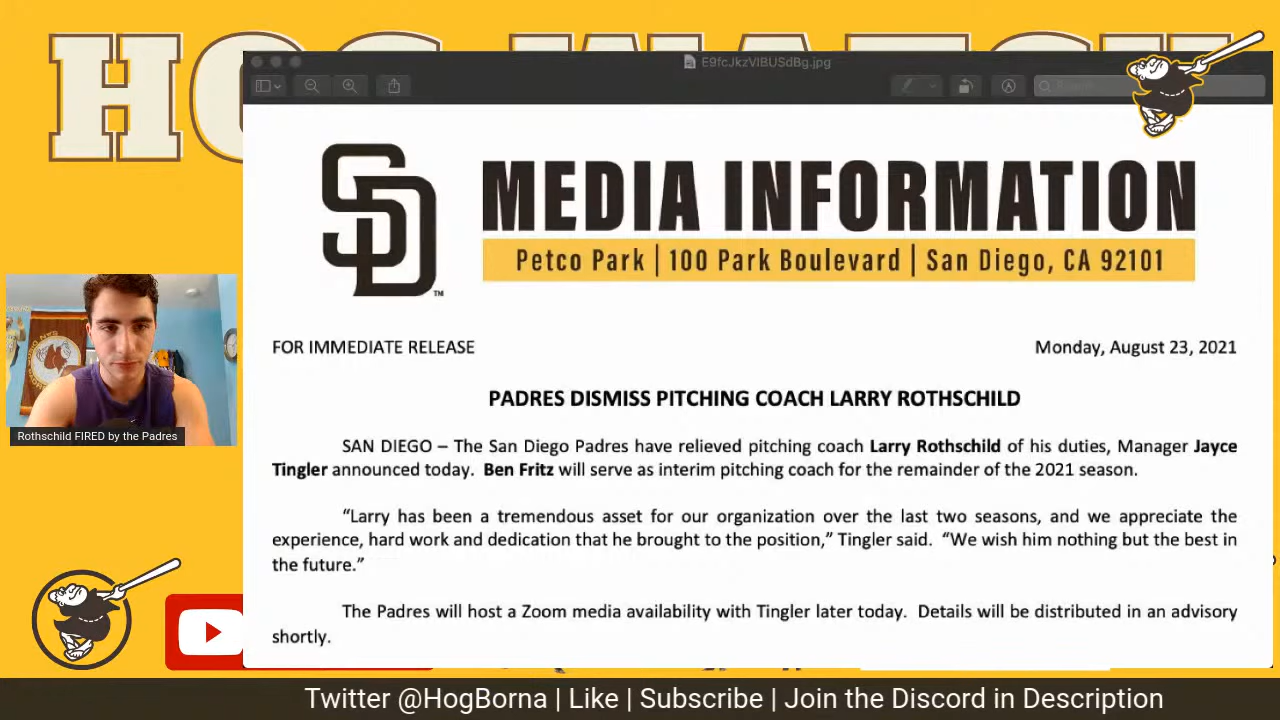 HOG WATCH
E9fcJkzVIBUSdBg.jpg
SD
TM
MEDIA INFORMATION
Petco Park | 100 Park Boulevard | San Diego, CA 92101
FOR IMMEDIATE RELEASE
Monday, August 23, 2021
PADRES DISMISS PITCHING COACH LARRY ROTHSCHILD
SAN DIEGO – The San Diego Padres have relieved pitching coach Larry Rothschild of his duties, Manager Jayce
Tingler announced today. Ben Fritz will serve as interim pitching coach for the remainder of the 2021 season.
“Larry has been a tremendous asset for our organization over the last two seasons, and we appreciate the
experience, hard work and dedication that he brought to the position,” Tingler said. “We wish him nothing but the best in
the future.”
The Padres will host a Zoom media availability with Tingler later today. Details will be distributed in an advisory
shortly.
Rothschild FIRED by the Padres
Twitter @HogBorna | Like | Subscribe | Join the Discord in Description